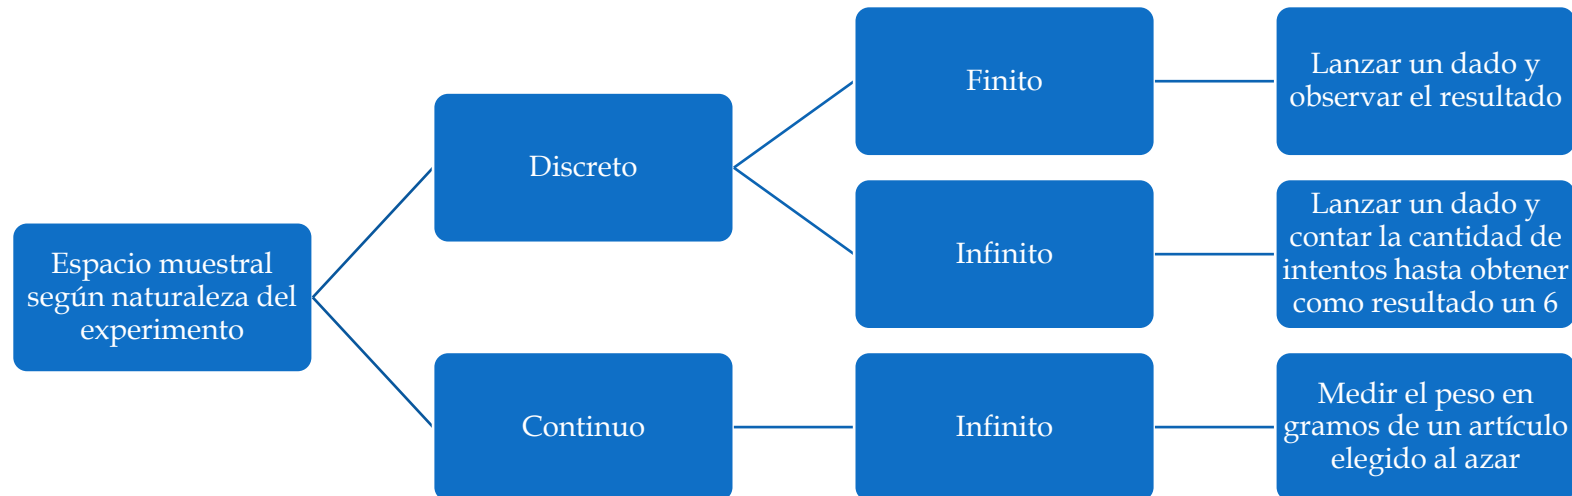 Espacio muestral
según naturaleza del
experimento
Discreto
Finito
Lanzar un dado y
observar el resultado
Infinito
Lanzar un dado y
contar la cantidad de
intentos hasta obtener
como resultado un 6
Continuo
Infinito
Medir el peso en
gramos de un artículo
elegido al azar